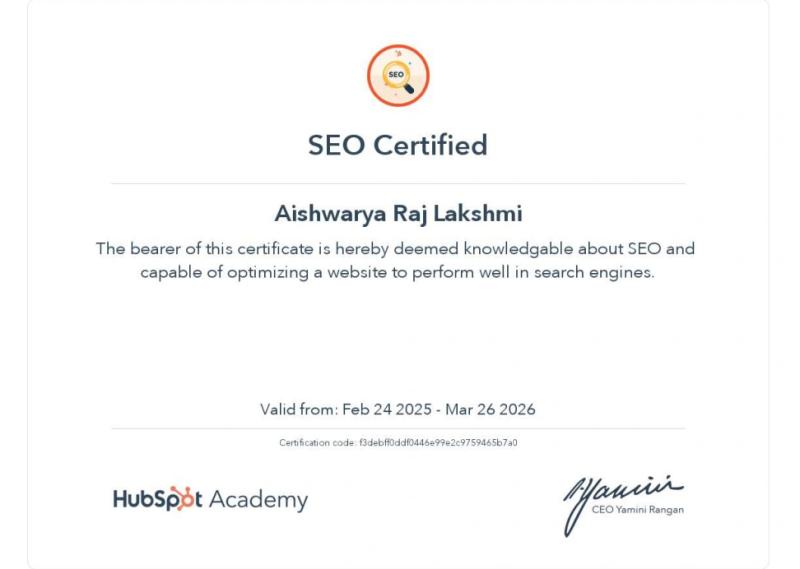 SEO
SEO Certified
Aishwarya Raj Lakshmi
The bearer of this certificate is hereby deemed knowledgable about SEO and
capable of optimizing a website to perform well in search engines.
Valid from: Feb 24 2025 - Mar 26 2026
Certification code: f3debff0ddf0446e99e2c9759465b7a0
HubSpot Academy
Yamini
CEO Yamini Rangan